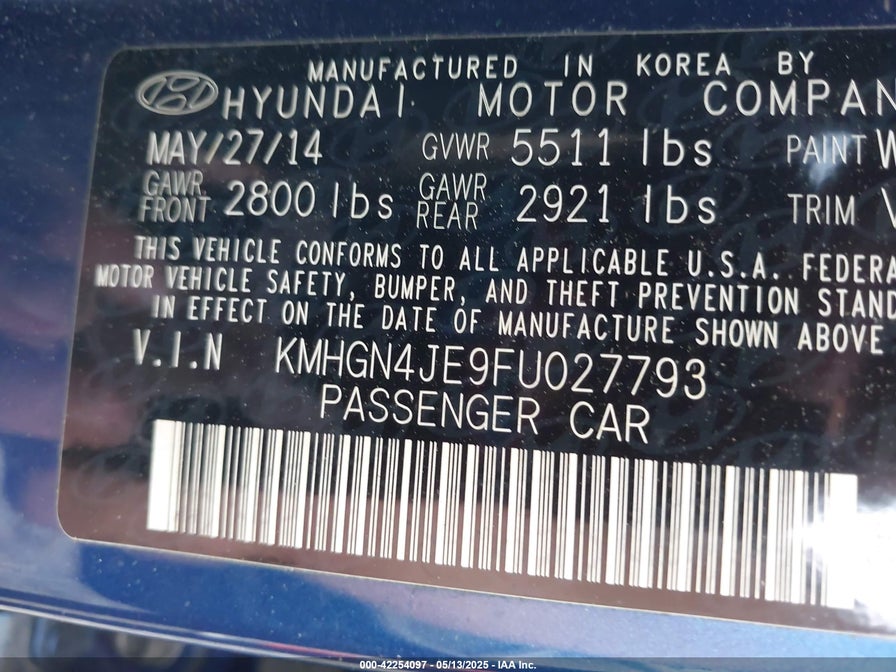 MANUFACTURED IN KOREA BY
HYUNDAI MOTOR COMPAN
MAY/27/14 GVWR 5511 lbs PAINT W
GAWR FRONT 2800 lbs GAWR REAR 2921 lbs TRIM
THIS VEHICLE CONFORMS TO ALL APPLICABLE U.S.A. FEDERA
MOTOR VEHICLE SAFETY, BUMPER, AND THEFT PREVENTION STAN
IN EFFECT ON THE DATE OF MANUFACTURE SHOWN ABOVE
V.I.N KMHGN4JE9FU027793
PASSENGER CAR
000-42254097 - 05/13/2025 - IAA Inc.